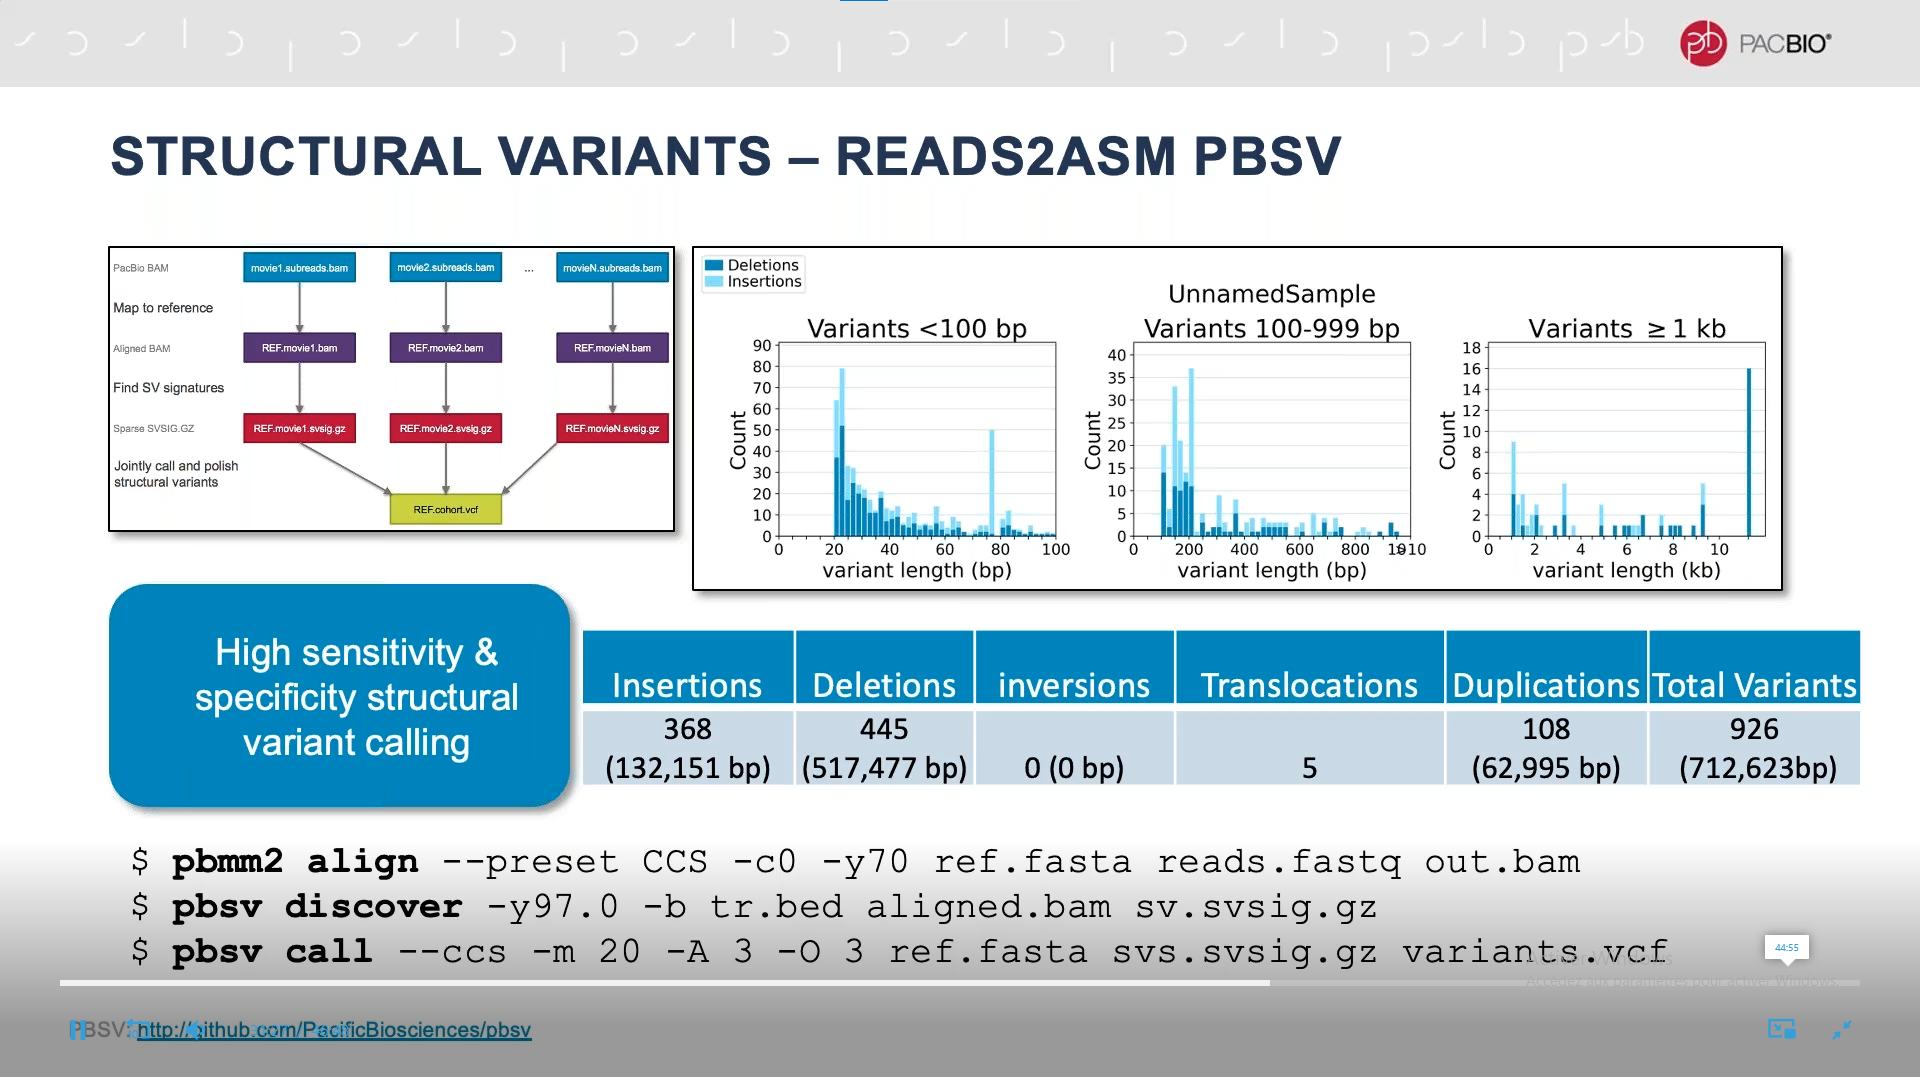 PACBIO®
STRUCTURAL VARIANTS – READS2ASM PBSV
PacBio BAM
movie1.subreads.bam
movie2.subreads.bam
...
movieN.subreads.bam
Map to reference
Aligned BAM
REF.movie1.bam
REF.movie2.bam
REF.movieN.bam
Find SV signatures
Sparse SVSIG.GZ
REF.movie1.svsig.gz
REF.movie2.svsig.gz
REF.movieN.svsig.gz
Jointly call and polish
structural variants
REF.cohort.vcf
Deletions
Insertions
UnnamedSample
Variants <100 bp
Count
90
80
70
60
50
40
30
20
10
0
0 20 40 60 80 100
variant length (bp)
Variants 100-999 bp
Count
40
35
30
25
20
15
10
5
0
0 200 400 600 800
variant length (bp)
Variants ≥1 kb
Count
18
16
14
12
10
8
6
4
2
0
0 2 4 6 8 10
variant length (kb)
High sensitivity &
specificity structural
variant calling
Insertions Deletions inversions Translocations Duplications Total Variants
368 445 108 926
(132,151 bp) (517,477 bp) 0 (0 bp) 5 (62,995 bp) (712,623bp)
$ pbmm2 align --preset CCS -c0 -y70 ref.fasta reads.fastq out.bam
$ pbsv discover -y97.0 -b tr.bed aligned.bam sv.svsig.gz
$ pbsv call --ccs -m 20 -A 3 -O 3 ref.fasta svs.svsig.gz variants.vcf
44:55
Activer Windows
Accédez aux paramètres pour activer Windows.
PBSV: http://github.com/PacificBiosciences/pbsv